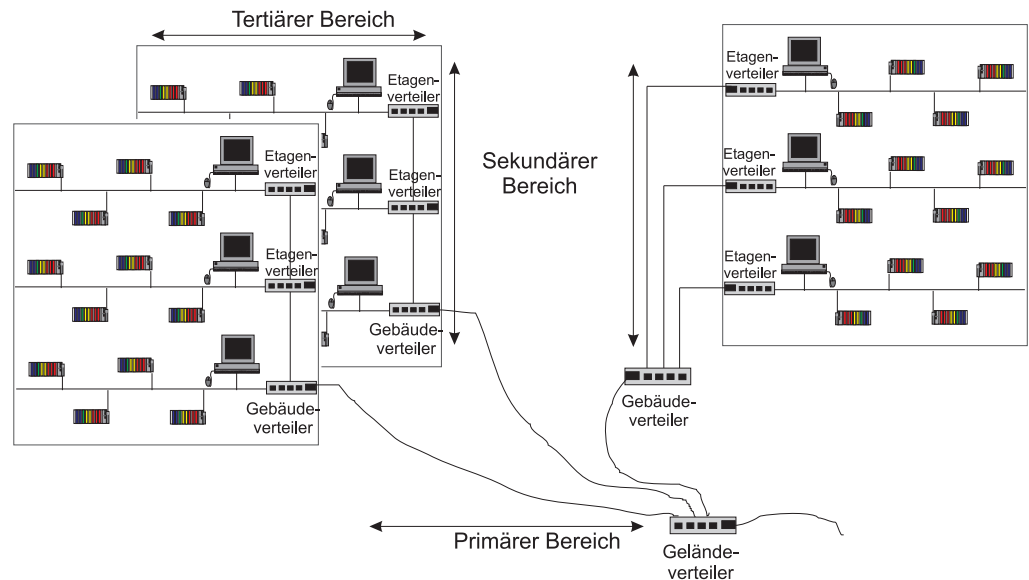 Tertiärer Bereich
Etagen-
verteiler
Etagen-
verteiler
Gebäude-
verteiler
Etagen-
verteiler
Etagen-
verteiler
Gebäude-
verteiler
Sekundärer
Bereich
Etagen-
verteiler
Etagen-
verteiler
Etagen-
verteiler
Gebäude-
verteiler
Primärer Bereich
Gelände-
verteiler